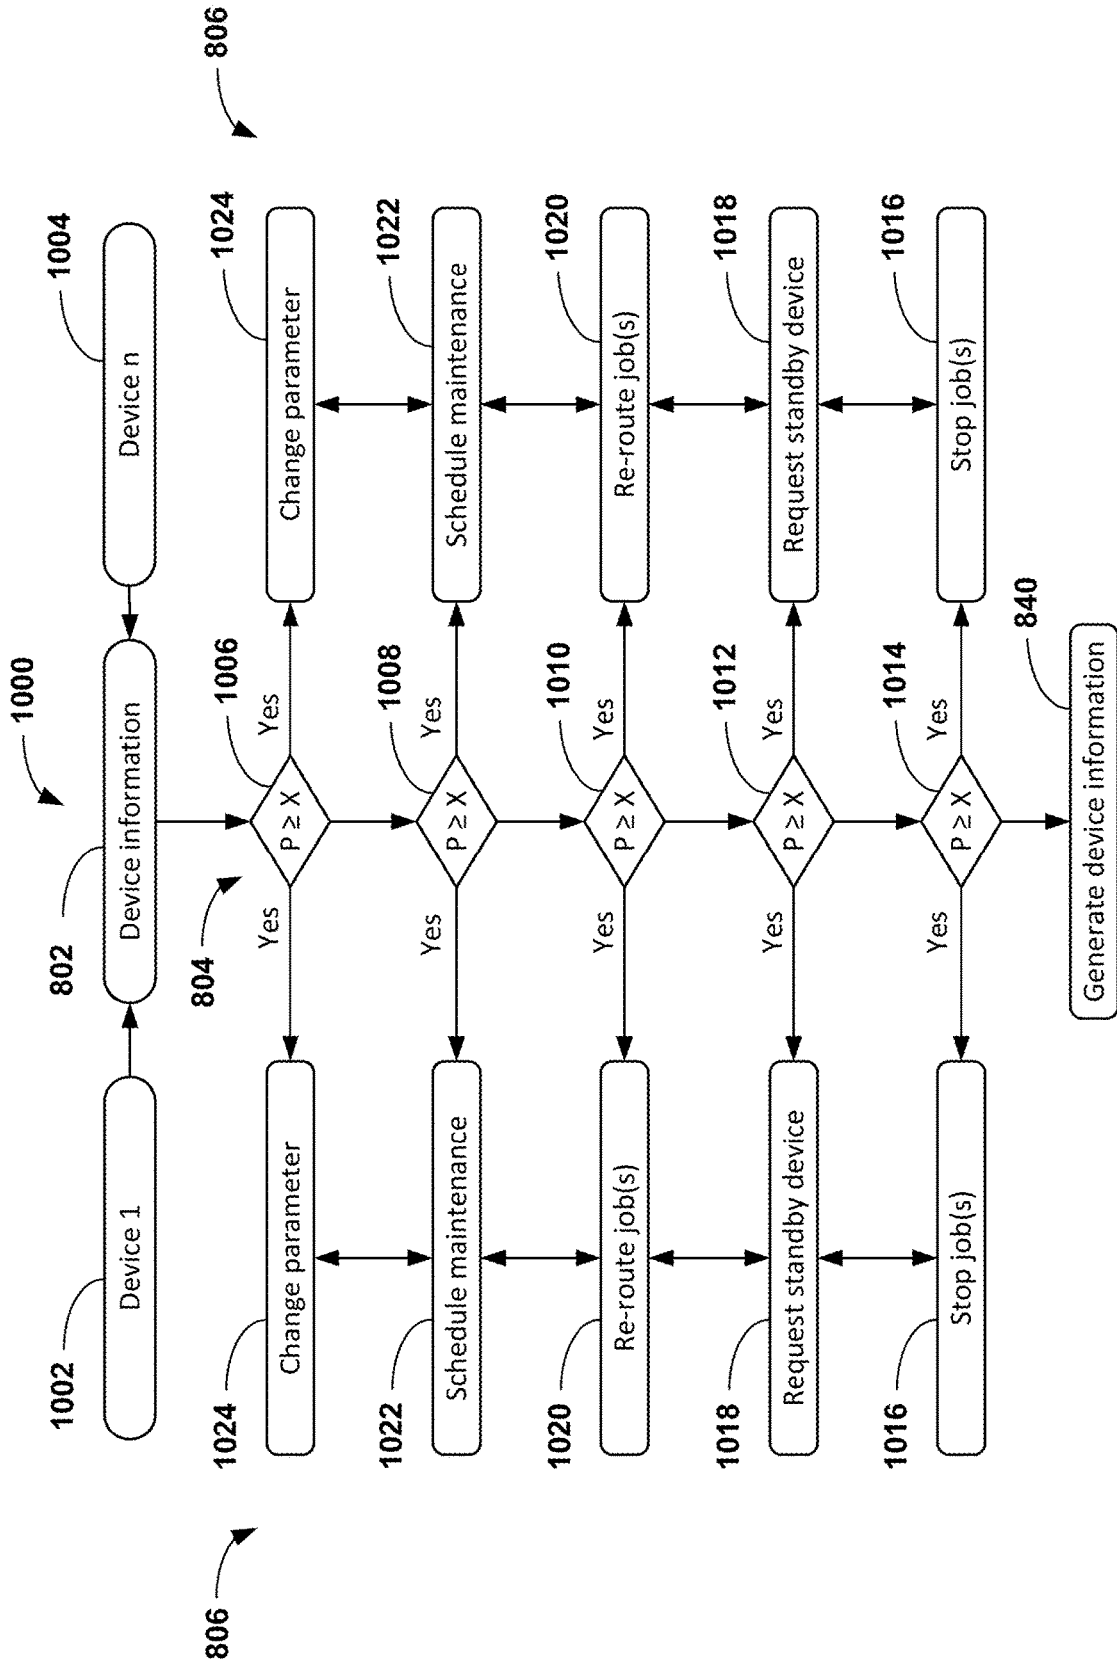 1000
1002
802
1004
Device 1
Device information
Device n
806
804
806
1024
1006
1024
Change parameter
Yes
P ≥ X
Yes
Change parameter
1022
1008
1022
Schedule maintenance
Yes
P ≥ X
Yes
Schedule maintenance
1020
1010
1020
Re-route job(s)
Yes
P ≥ X
Yes
Re-route job(s)
1018
1012
1018
Request standby device
Yes
P ≥ X
Yes
Request standby device
1016
1014
1016
Stop job(s)
Yes
P ≥ X
Yes
Stop job(s)
840
Generate device information